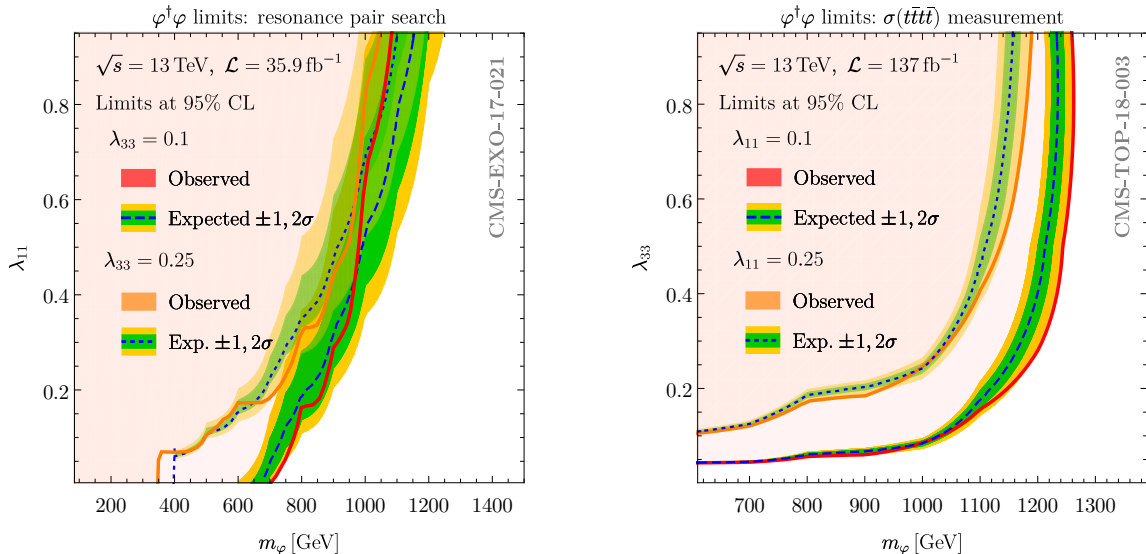 φ†φ limits: resonance pair search
√s = 13 TeV, 𝓛 = 35.9 fb⁻¹
Limits at 95% CL
λ₃₃ = 0.1
Observed
Expected ±1, 2σ
λ₃₃ = 0.25
Observed
Exp. ±1, 2σ
CMS-EXO-17-021
λ₁₁
0.8
0.6
0.4
0.2
200 400 600 800 1000 1200 1400
m_φ [GeV]
φ†φ limits: σ(tt̄tt̄) measurement
√s = 13 TeV, 𝓛 = 137 fb⁻¹
Limits at 95% CL
λ₁₁ = 0.1
Observed
Expected ±1, 2σ
λ₁₁ = 0.25
Observed
Exp. ±1, 2σ
CMS-TOP-18-003
λ₃₃
0.8
0.6
0.4
0.2
700 800 900 1000 1100 1200 1300
m_φ [GeV]